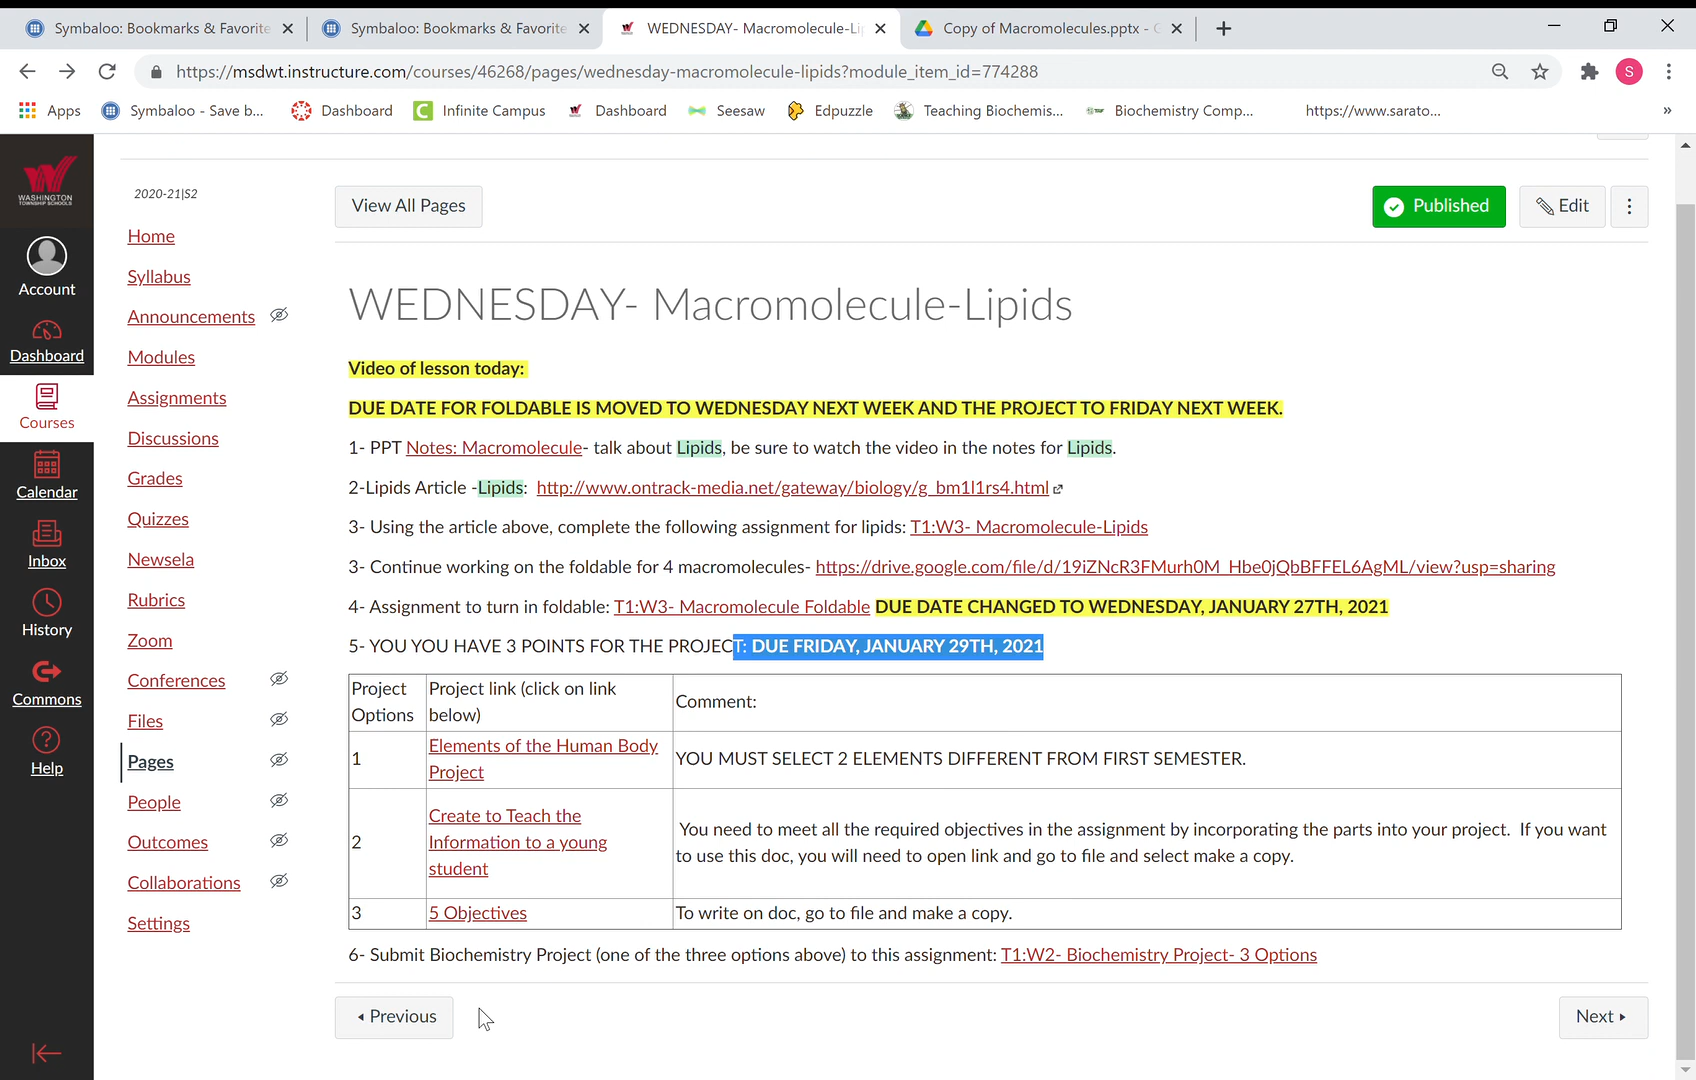 Symbaloo: Bookmarks & Favorite
Symbaloo: Bookmarks & Favorite
WEDNESDAY- Macromolecule-Li
Copy of Macromolecules.pptx -
https://msdwt.instructure.com/courses/46268/pages/wednesday-macromolecule-lipids?module_item_id=774288
S
Apps
Symbaloo - Save b...
Dashboard
Infinite Campus
Dashboard
Seesaw
Edpuzzle
Teaching Biochemis...
Biochemistry Comp...
https://www.sarato...
»
WASHINGTON
TOWNSHIP SCHOOLS
Account
Dashboard
Courses
Calendar
Inbox
History
Commons
Help
2020-21|S2
Home
Syllabus
Announcements
Modules
Assignments
Discussions
Grades
Quizzes
Newsela
Rubrics
Zoom
Conferences
Files
Pages
People
Outcomes
Collaborations
Settings
View All Pages
Published
Edit
WEDNESDAY- Macromolecule-Lipids
Video of lesson today:
DUE DATE FOR FOLDABLE IS MOVED TO WEDNESDAY NEXT WEEK AND THE PROJECT TO FRIDAY NEXT WEEK.
1- PPT Notes: Macromolecule- talk about Lipids, be sure to watch the video in the notes for Lipids.
2-Lipids Article -Lipids: http://www.ontrack-media.net/gateway/biology/g_bm1l1rs4.html
3- Using the article above, complete the following assignment for lipids: T1:W3- Macromolecule-Lipids
3- Continue working on the foldable for 4 macromolecules- https://drive.google.com/file/d/19iZNcR3FMurh0M_Hbe0jQbBFFEL6AgML/view?usp=sharing
4- Assignment to turn in foldable: T1:W3- Macromolecule Foldable DUE DATE CHANGED TO WEDNESDAY, JANUARY 27TH, 2021
5- YOU YOU HAVE 3 POINTS FOR THE PROJECT: DUE FRIDAY, JANUARY 29TH, 2021
Project Options
Project link (click on link below)
Comment:
1
Elements of the Human Body
Project
YOU MUST SELECT 2 ELEMENTS DIFFERENT FROM FIRST SEMESTER.
2
Create to Teach the
Information to a young
student
You need to meet all the required objectives in the assignment by incorporating the parts into your project. If you want
to use this doc, you will need to open link and go to file and select make a copy.
3
5 Objectives
To write on doc, go to file and make a copy.
6- Submit Biochemistry Project (one of the three options above) to this assignment: T1:W2- Biochemistry Project- 3 Options
Previous
Next